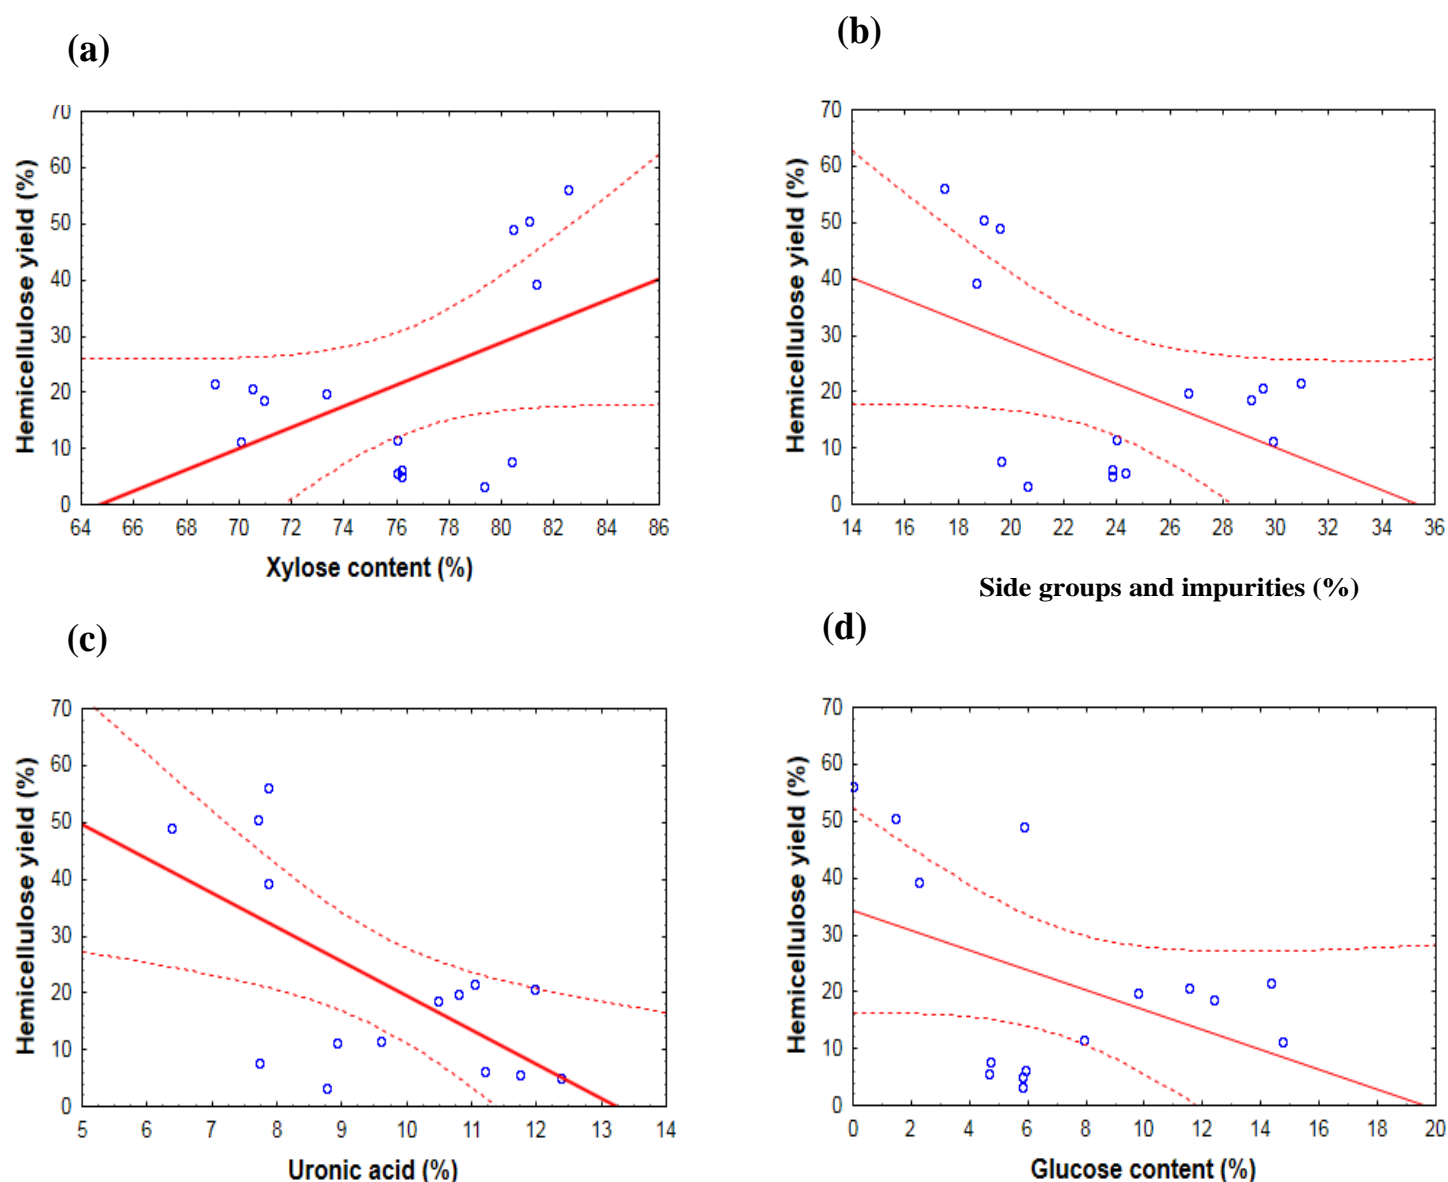 (a)
70
60
50
40
30
20
10
0
Hemicellulose yield (%)
64 66 68 70 72 74 76 78 80 82 84 86
Xylose content (%)
(b)
70
60
50
40
30
20
10
0
Hemicellulose yield (%)
14 16 18 20 22 24 26 28 30 32 34 36
Side groups and impurities (%)
(c)
70
60
50
40
30
20
10
0
Hemicellulose yield (%)
5 6 7 8 9 10 11 12 13 14
Uronic acid (%)
(d)
70
60
50
40
30
20
10
0
Hemicellulose yield (%)
0 2 4 6 8 10 12 14 16 18 20
Glucose content (%)